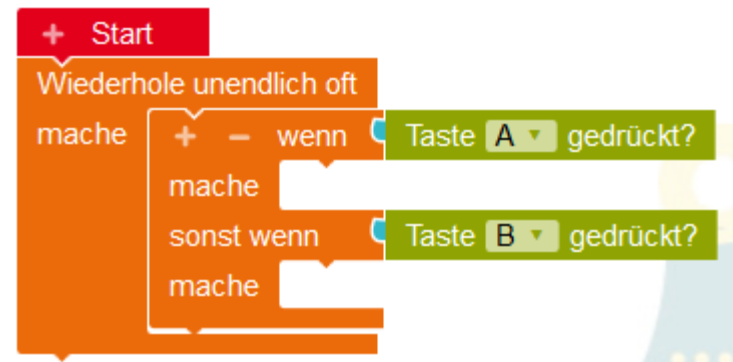 + Start
Wiederhole unendlich oft
mache + − wenn Taste A gedrückt?
mache
sonst wenn Taste B gedrückt?
mache